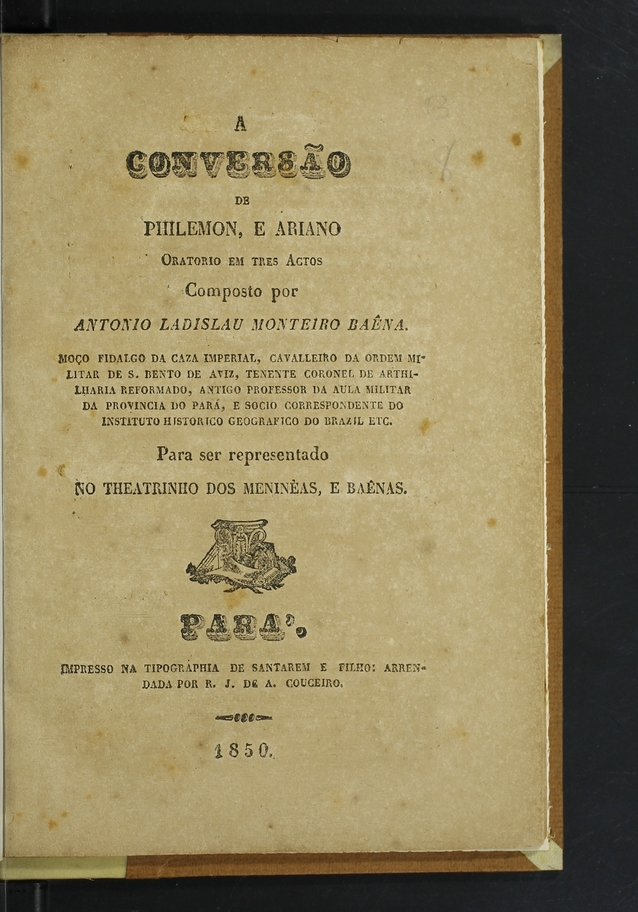 A
CONVERSÃO
DE
PHILEMON, E ARIANO
ORATORIO EM TRES ACTOS
Composto por
ANTONIO LADISLAU MONTEIRO BAÊNA.
MOÇO FIDALGO DA CAZA IMPERIAL, CAVALLEIRO DA ORDEM MI-
LITAR DE S. BENTO DE AVIZ, TENENTE CORONEL DE ARTHI-
LHARIA REFORMADO, ANTIGO PROFESSOR DA AULA MILITAR
DA PROVINCIA DO PARÁ, E SOCIO CORRESPONDENTE DO
INSTITUTO HISTORICO GEOGRAFICO DO BRAZIL ETC.
Para ser representado
NO THEATRINHO DOS MENINÊAS, E BAÊNAS.
PARA',
IMPRESSO NA TIPOGRAPHIA DE SANTAREM E FILHO: ARREN-
DADA POR R. J. DE A. COUCEIRO.
1850.